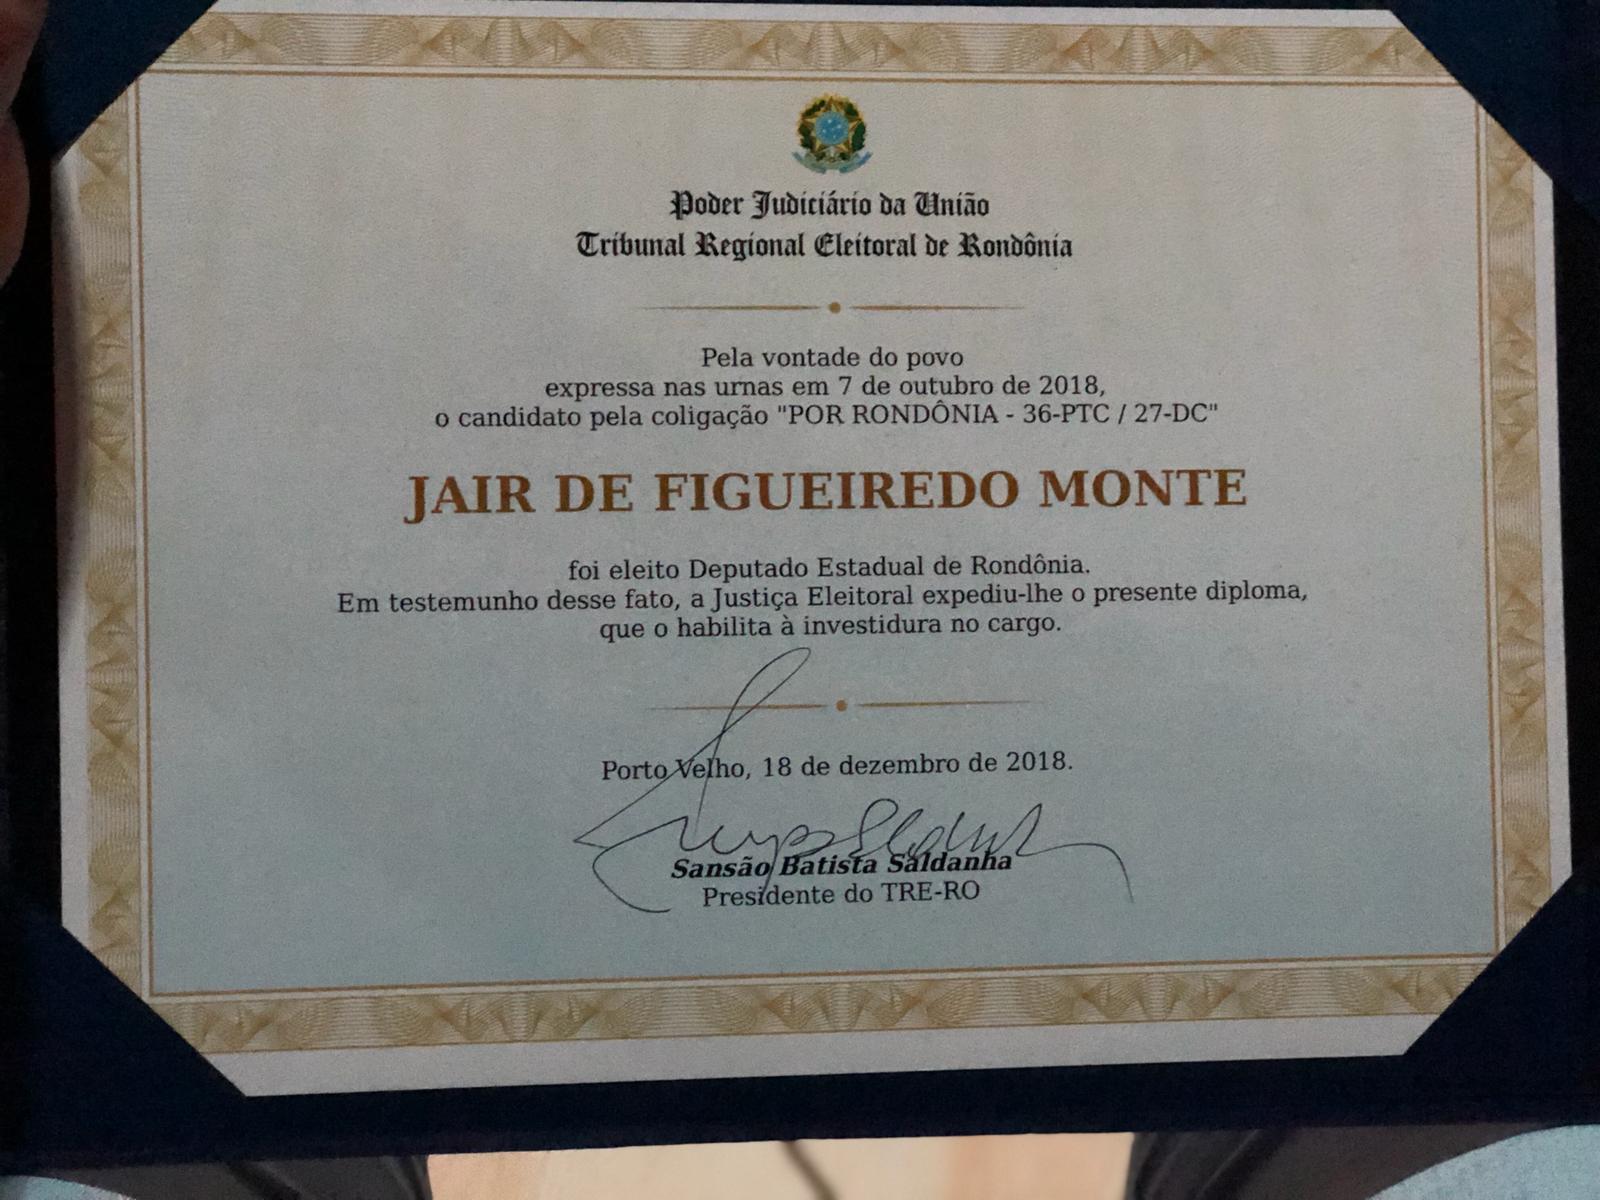 Poder Judiciário da União
Tribunal Regional Eleitoral de Rondônia
Pela vontade do povo
expressa nas urnas em 7 de outubro de 2018,
o candidato pela coligação "POR RONDÔNIA - 36-PTC / 27-DC"
JAIR DE FIGUEIREDO MONTE
foi eleito Deputado Estadual de Rondônia.
Em testemunho desse fato, a Justiça Eleitoral expediu-lhe o presente diploma,
que o habilita à investidura no cargo.
Porto Velho, 18 de dezembro de 2018.
Sansão Batista Saldanha
Presidente do TRE-RO